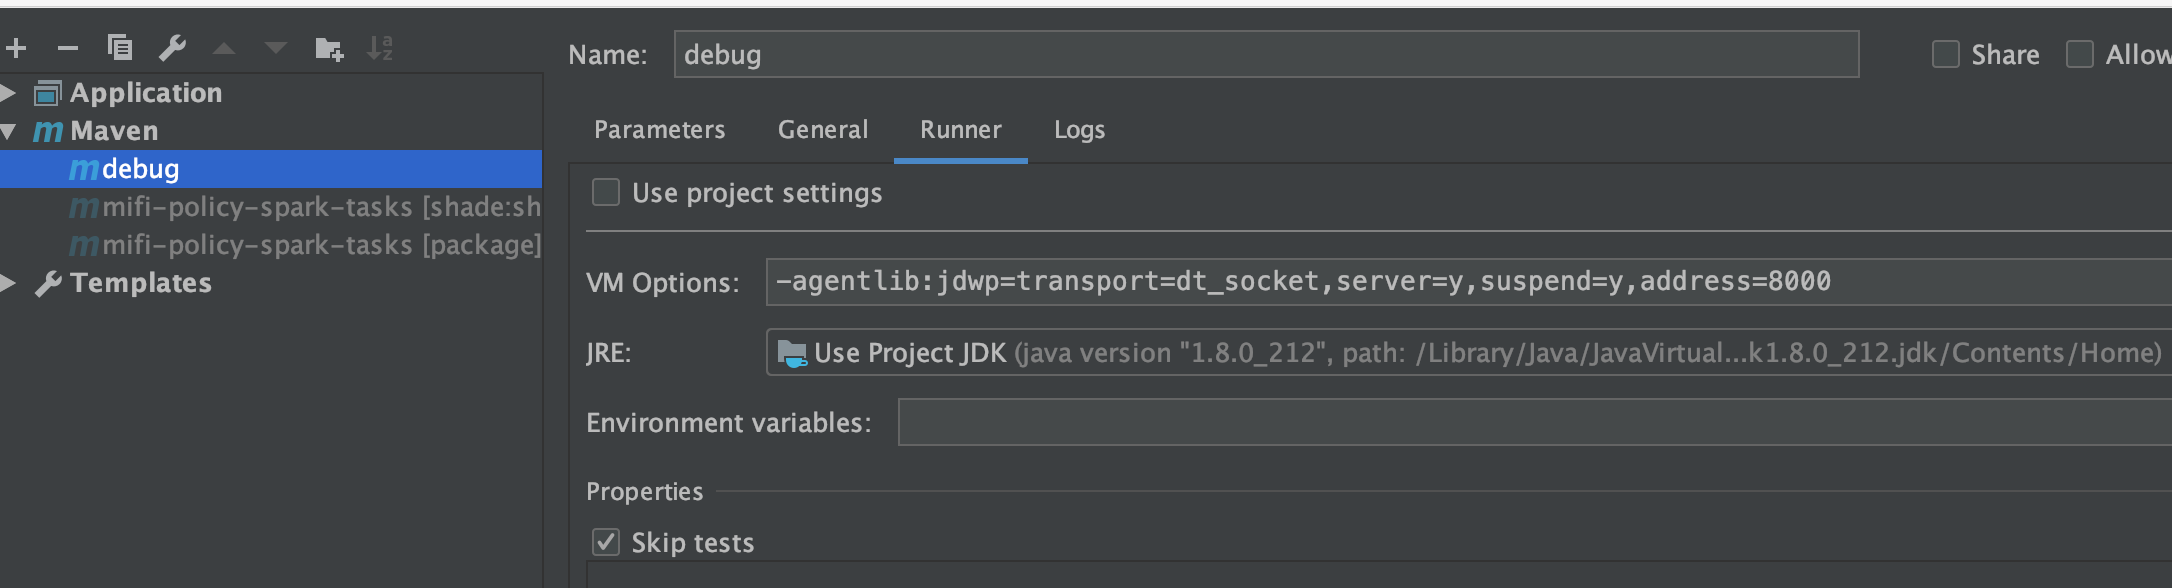 Name: debug Share Allow
Application
Maven
debug
mifi-policy-spark-tasks [shade:sh
mifi-policy-spark-tasks [package]
Templates
Parameters General Runner Logs
Use project settings
VM Options: -agentlib:jdwp=transport=dt_socket,server=y,suspend=y,address=8000
JRE: Use Project JDK (java version "1.8.0_212", path: /Library/Java/JavaVirtual...k1.8.0_212.jdk/Contents/Home)
Environment variables:
Properties
Skip tests